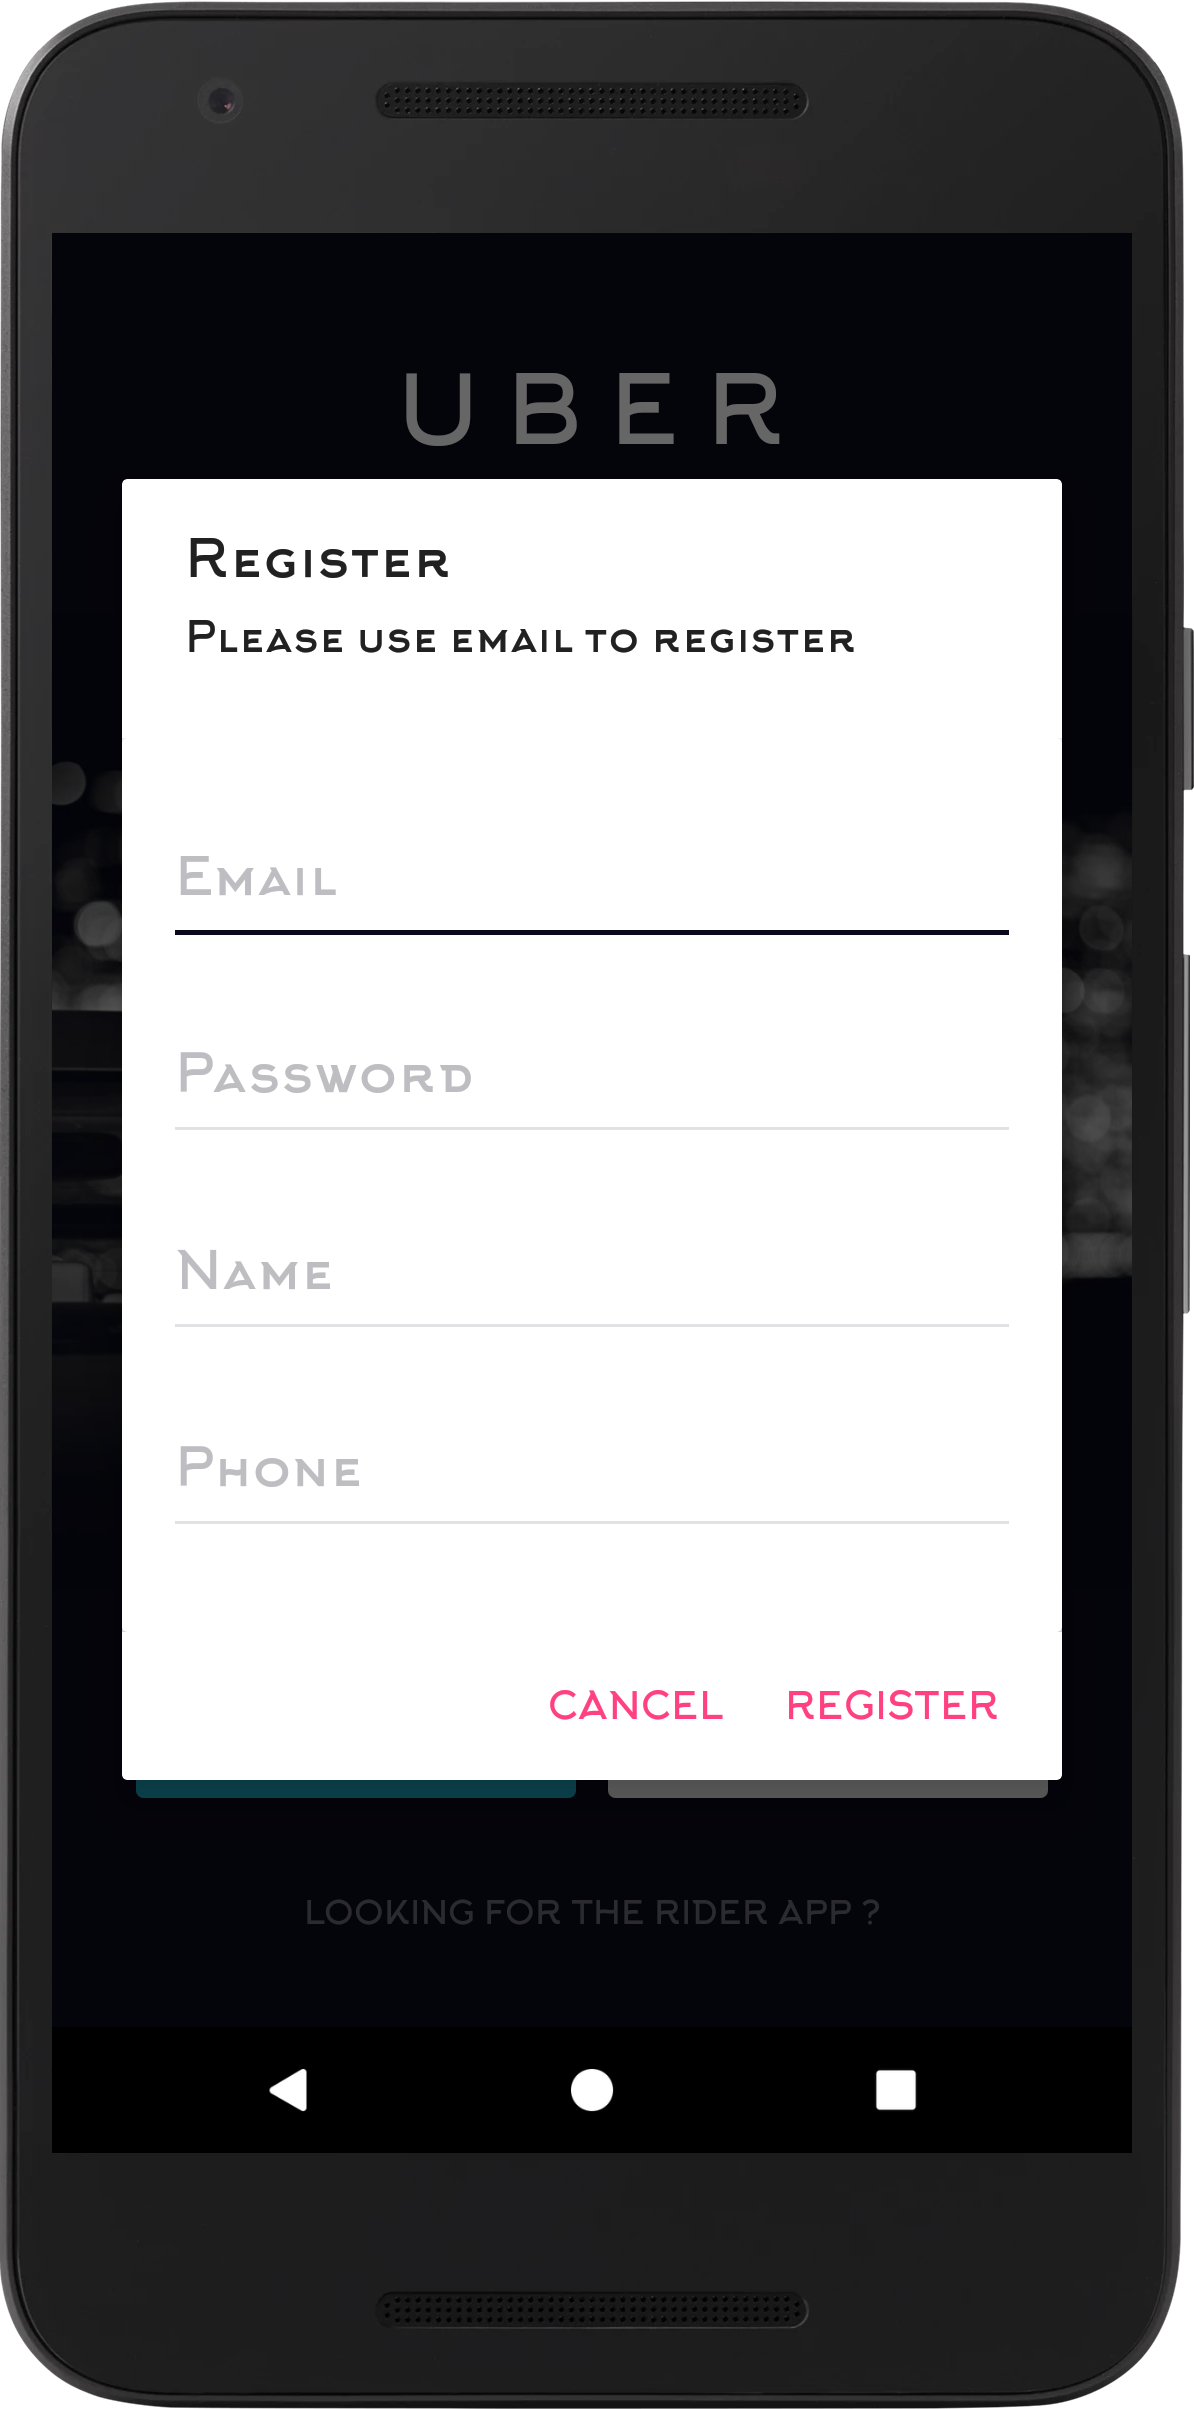 UBER
Register
Please use email to register
Email
Password
Name
Phone
CANCEL REGISTER
LOOKING FOR THE RIDER APP ?